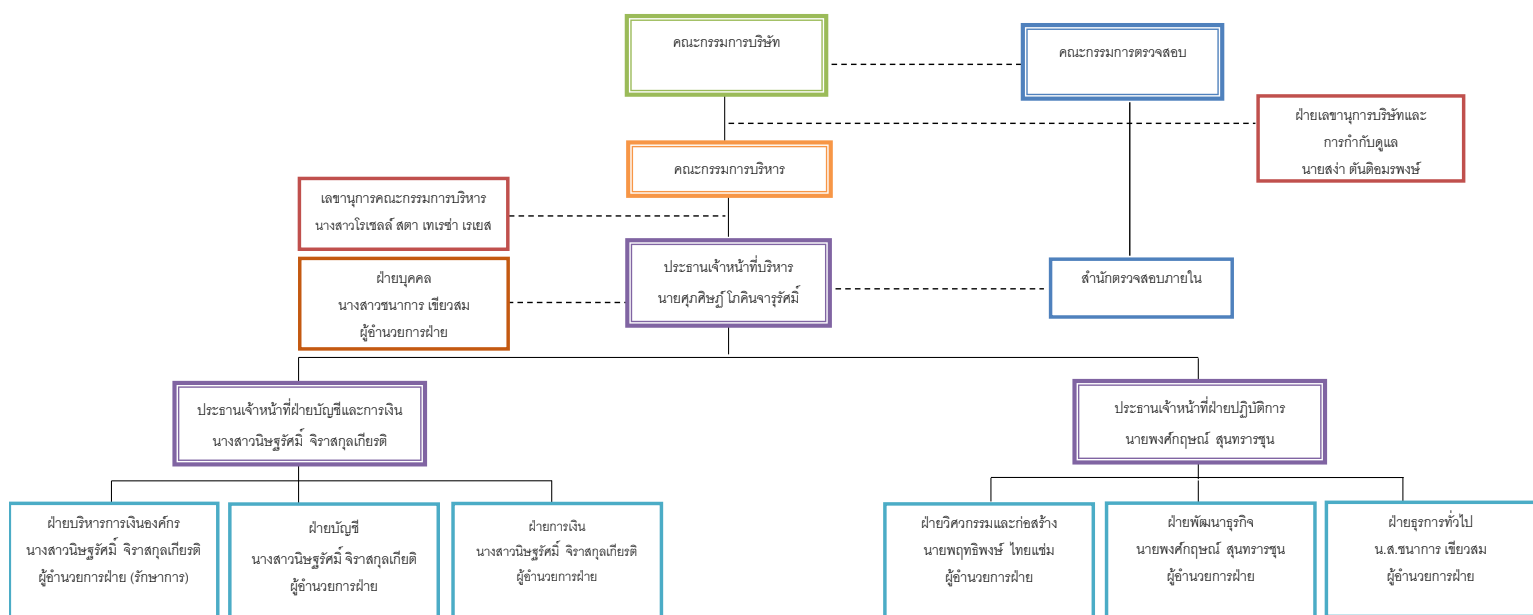 คณะกรรมการบริษัท
คณะกรรมการตรวจสอบ
ฝ่ายเลขานุการบริษัทและ
การกำกับดูแล
นายสง่า ตันติอมรพงษ์
คณะกรรมการบริหาร
เลขานุการคณะกรรมการบริหาร
นางสาวโรเชลล์ สตา เทเรซ่า เรเยส
ประธานเจ้าหน้าที่บริหาร
นายศุภศิษฏ์ โภคินจารุรัศมิ์
สำนักตรวจสอบภายใน
ฝ่ายบุคคล
นางสาวชนาการ เขียวสม
ผู้อำนวยการฝ่าย
ประธานเจ้าหน้าที่ฝ่ายบัญชีและการเงิน
นางสาวนิษฐรัศมิ์ จิราสกุลเกียรติ
ประธานเจ้าหน้าที่ฝ่ายปฏิบัติการ
นายพงศ์กฤษณ์ สุนทรารชุน
ฝ่ายบริหารการเงินองค์กร
นางสาวนิษฐรัศมิ์ จิราสกุลเกียรติ
ผู้อำนวยการฝ่าย (รักษาการ)
ฝ่ายบัญชี
นางสาวนิษฐรัศมิ์ จิราสกุลเกียติ
ผู้อำนวยการฝ่าย
ฝ่ายการเงิน
นางสาวนิษฐรัศมิ์ จิราสกุลเกียรติ
ผู้อำนวยการฝ่าย
ฝ่ายวิศวกรรมและก่อสร้าง
นายพฤทธิพงษ์ ไทยแช่ม
ผู้อำนวยการฝ่าย
ฝ่ายพัฒนาธุรกิจ
นายพงศ์กฤษณ์ สุนทรารชุน
ผู้อำนวยการฝ่าย
ฝ่ายธุรการทั่วไป
น.ส.ชนาการ เขียวสม
ผู้อำนวยการฝ่าย